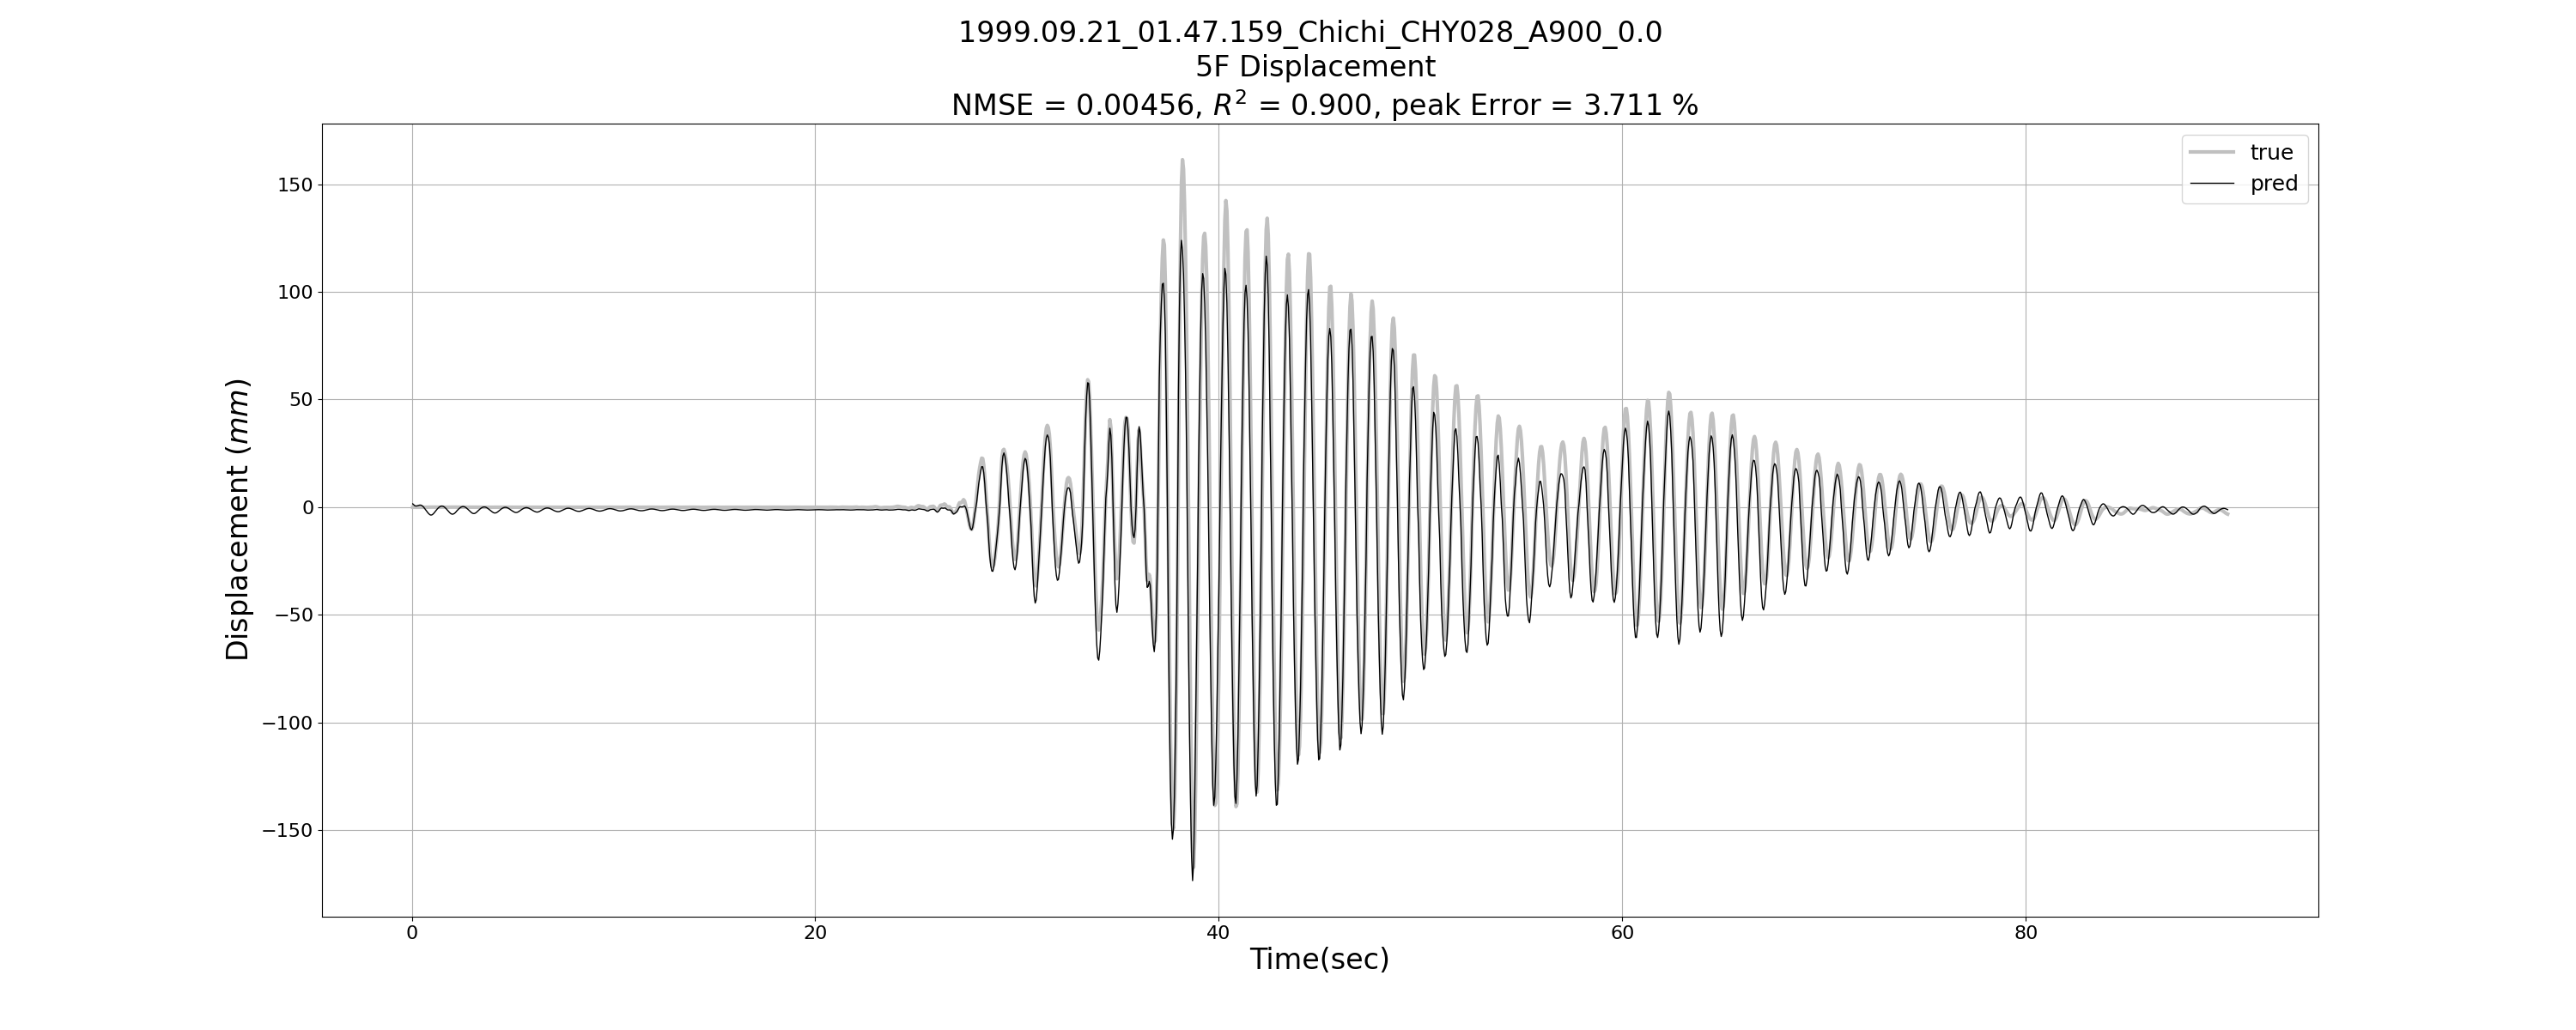 1999.09.21_01.47.159_Chichi_CHY028_A900_0.0
5F Displacement
NMSE = 0.00456, R² = 0.900, peak Error = 3.711 %
true
pred
Displacement (mm)
150
100
50
0
−50
−100
−150
0
20
40
60
80
Time(sec)